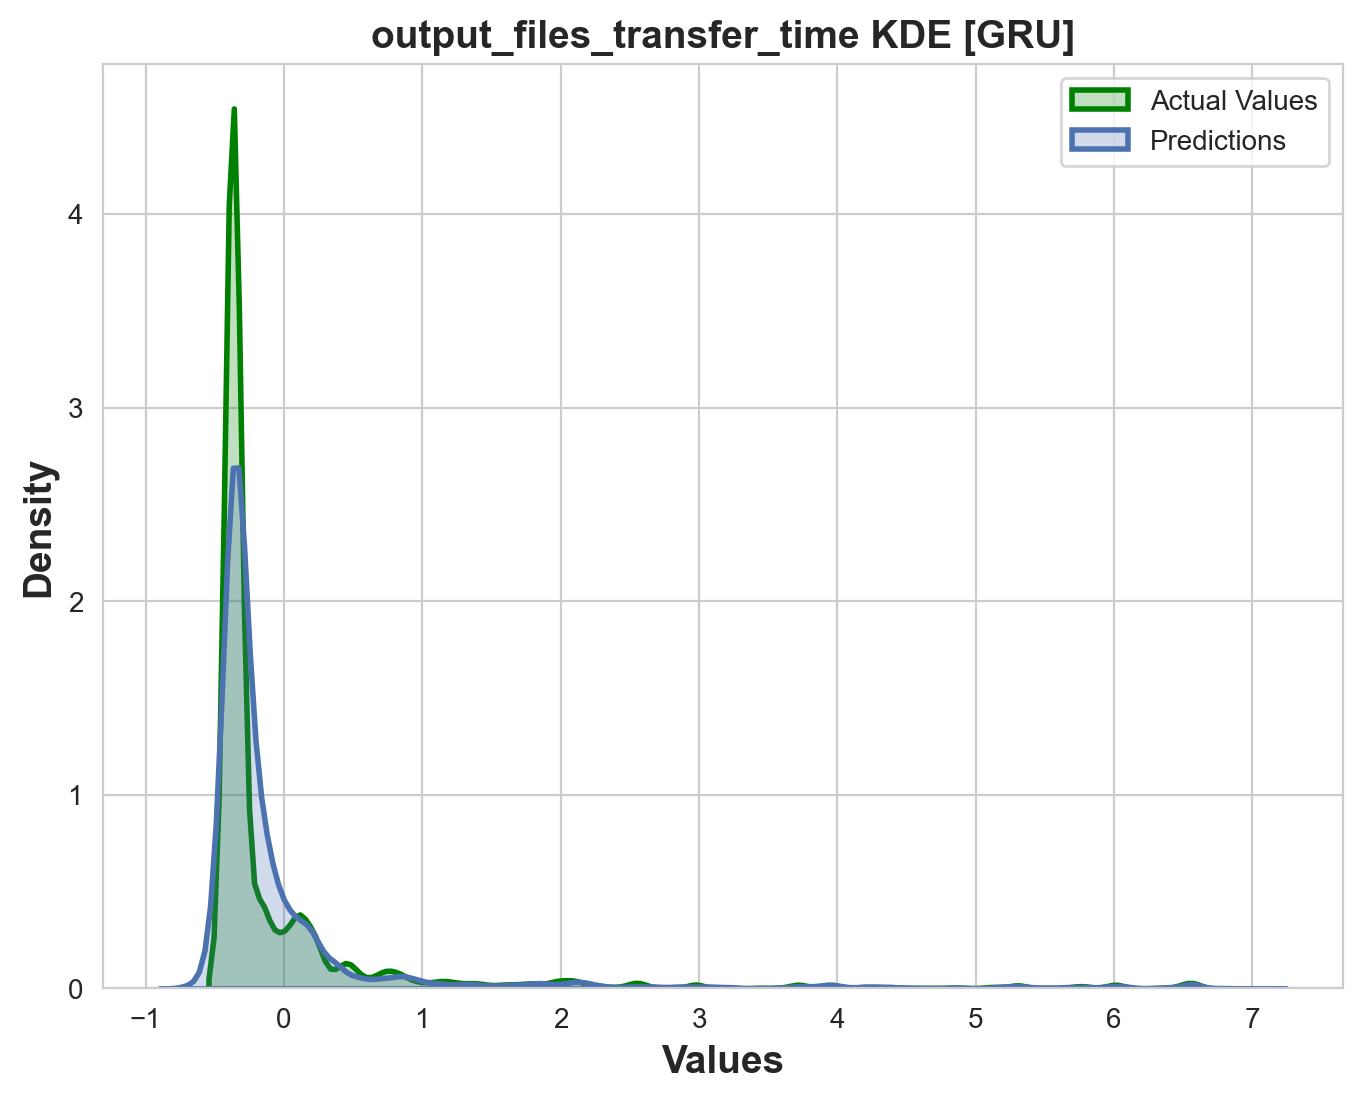 output_files_transfer_time KDE [GRU]
Actual Values
Predictions
Density
4
3
2
1
0
−1 0 1 2 3 4 5 6 7
Values